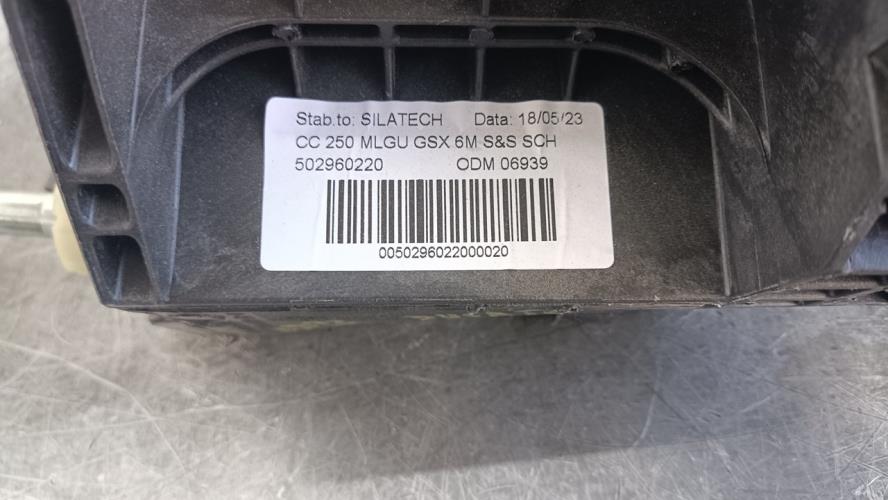 Stab.to: SILATECH Data: 18/05/23
CC 250 MLGU GSX 6M S&S SCH
502960220 ODM 06939
0050296022000020